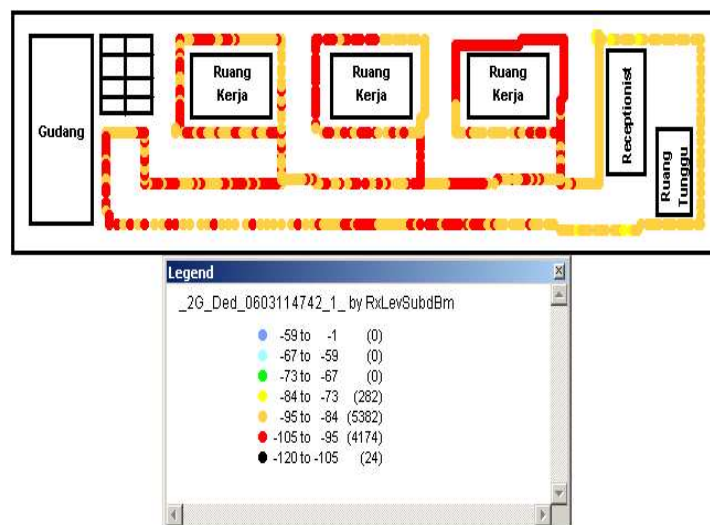 Gudang
Ruang
Kerja
Ruang
Kerja
Ruang
Kerja
Receptionist
Ruang
Tunggu
Legend
_2G_Ded_0603114742_1_ by RxLevSubdBm
-59 to -1 (0)
-67 to -59 (0)
-73 to -67 (0)
-84 to -73 (282)
-95 to -84 (5382)
-105 to -95 (4174)
-120 to -105 (24)